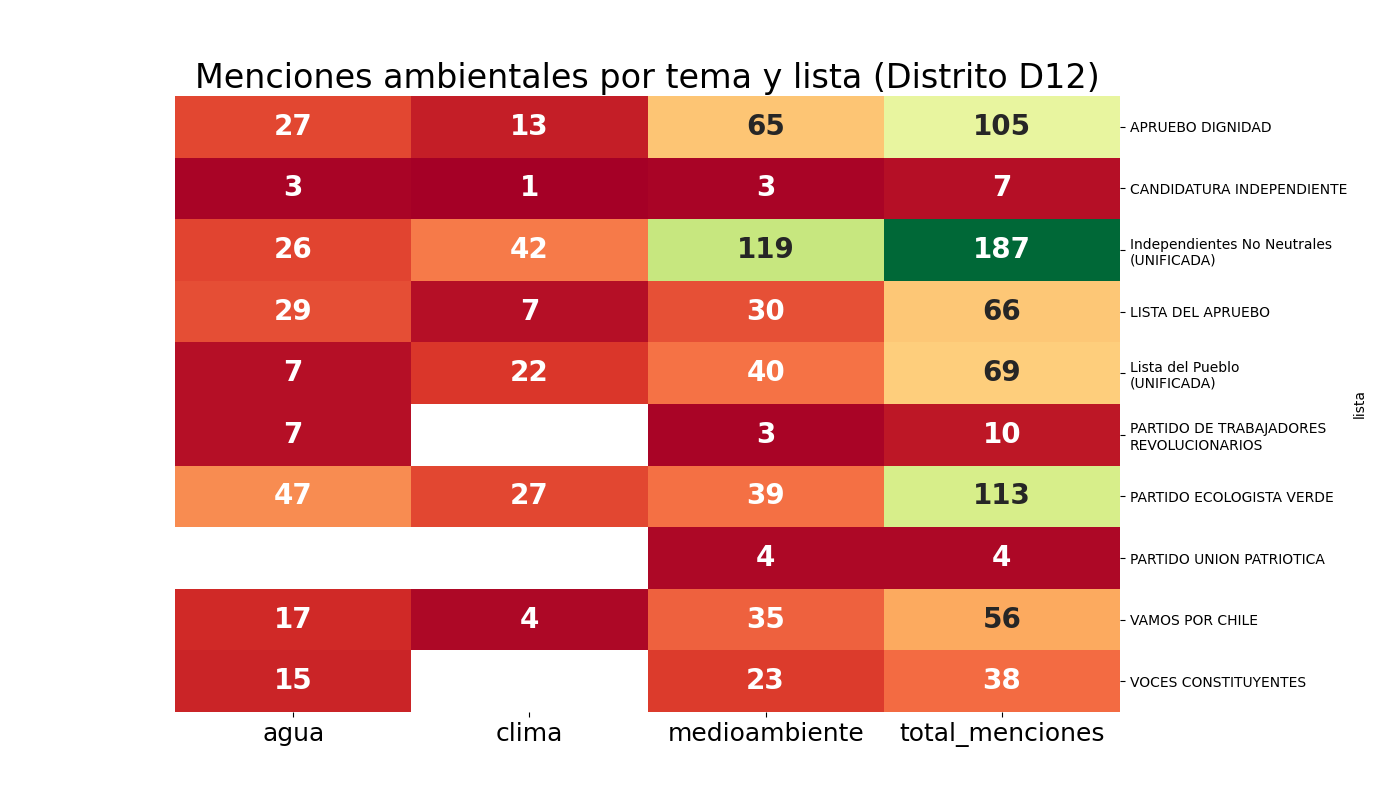 Menciones ambientales por tema y lista (Distrito D12)
27 13 65 105 APRUEBO DIGNIDAD
3 1 3 7 CANDIDATURA INDEPENDIENTE
26 42 119 187 Independientes No Neutrales
(UNIFICADA)
29 7 30 66 LISTA DEL APRUEBO
7 22 40 69 Lista del Pueblo
(UNIFICADA)
7 3 10 PARTIDO DE TRABAJADORES
REVOLUCIONARIOS
47 27 39 113 PARTIDO ECOLOGISTA VERDE
4 4 PARTIDO UNION PATRIOTICA
17 4 35 56 VAMOS POR CHILE
15 23 38 VOCES CONSTITUYENTES
lista
agua clima medioambiente total_menciones